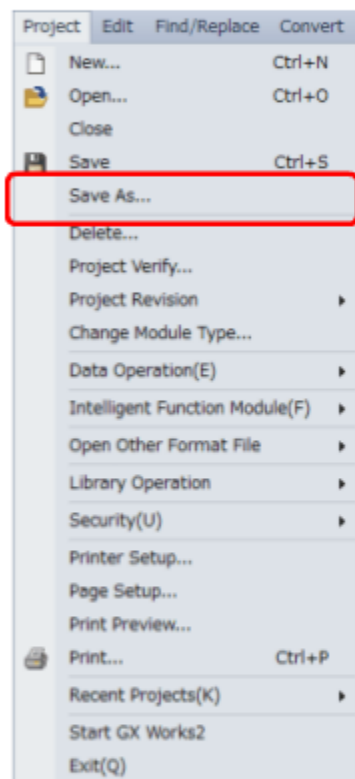 Project Edit Find/Replace Convert
New... Ctrl+N
Open... Ctrl+O
Close
Save Ctrl+S
Save As...
Delete...
Project Verify...
Project Revision
Change Module Type...
Data Operation(E)
Intelligent Function Module(F)
Open Other Format File
Library Operation
Security(U)
Printer Setup...
Page Setup...
Print Preview...
Print... Ctrl+P
Recent Projects(K)
Start GX Works2
Exit(Q)